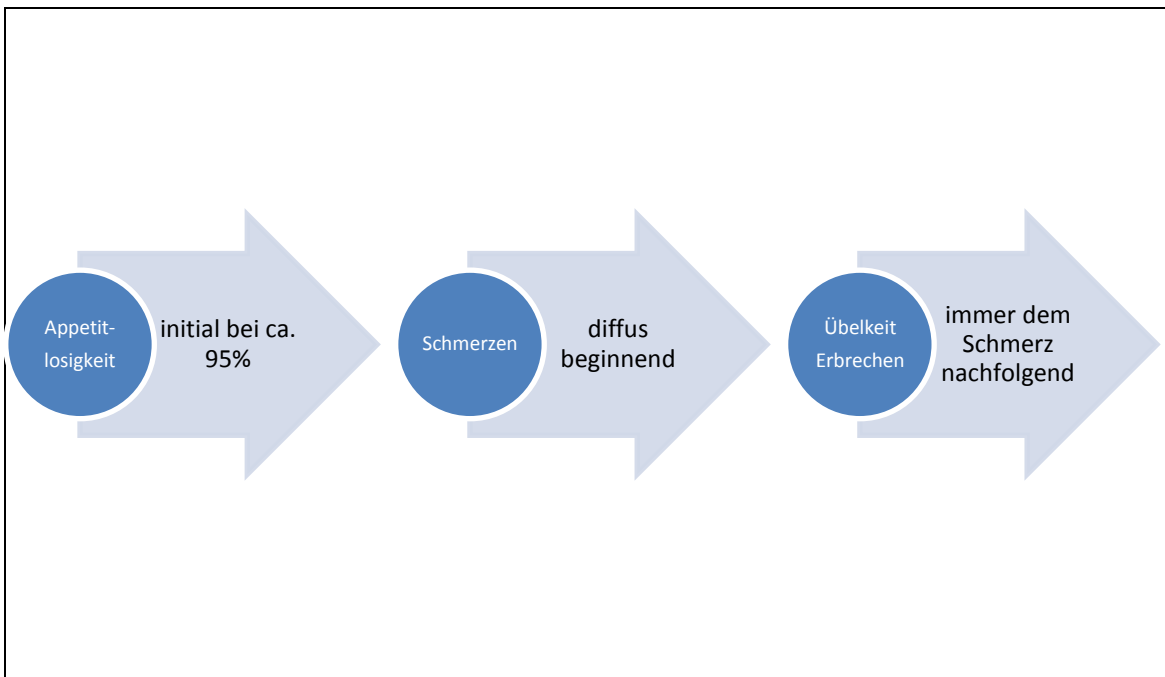 Appetit-
losigkeit
initial bei ca.
95%
Schmerzen
diffus
beginnend
Übelkeit
Erbrechen
immer dem
Schmerz
nachfolgend